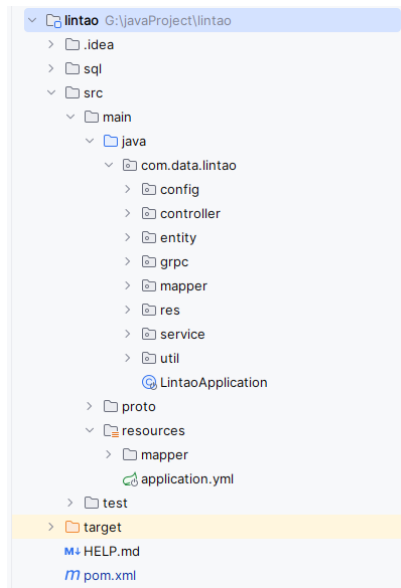 lintao G:\javaProject\lintao
.idea
sql
src
main
java
com.data.lintao
config
controller
entity
grpc
mapper
res
service
util
LintaoApplication
proto
resources
mapper
application.yml
test
target
M↓ HELP.md
m pom.xml